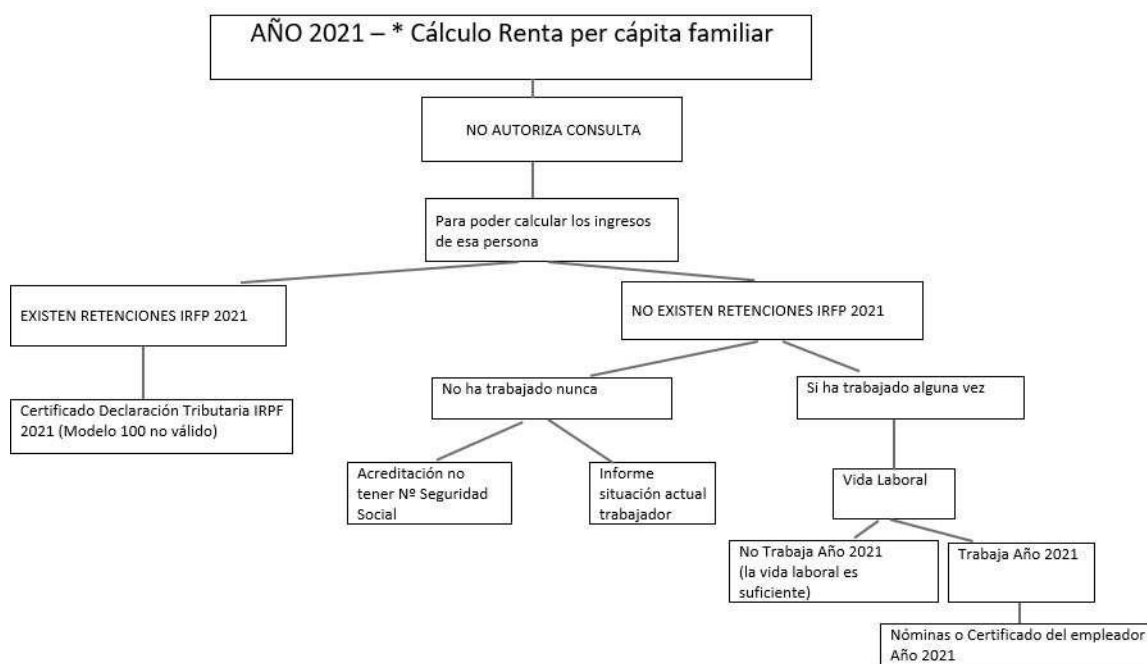 AÑO 2021 – * Cálculo Renta per cápita familiar
NO AUTORIZA CONSULTA
Para poder calcular los ingresos
de esa persona
EXISTEN RETENCIONES IRFP 2021
NO EXISTEN RETENCIONES IRFP 2021
Certificado Declaración Tributaria IRPF
2021 (Modelo 100 no válido)
No ha trabajado nunca
Si ha trabajado alguna vez
Acreditación no
tener Nº Seguridad
Social
Informe
situación actual
trabajador
Vida Laboral
No Trabaja Año 2021
(la vida laboral es
suficiente)
Trabaja Año 2021
Nóminas o Certificado del empleador
Año 2021